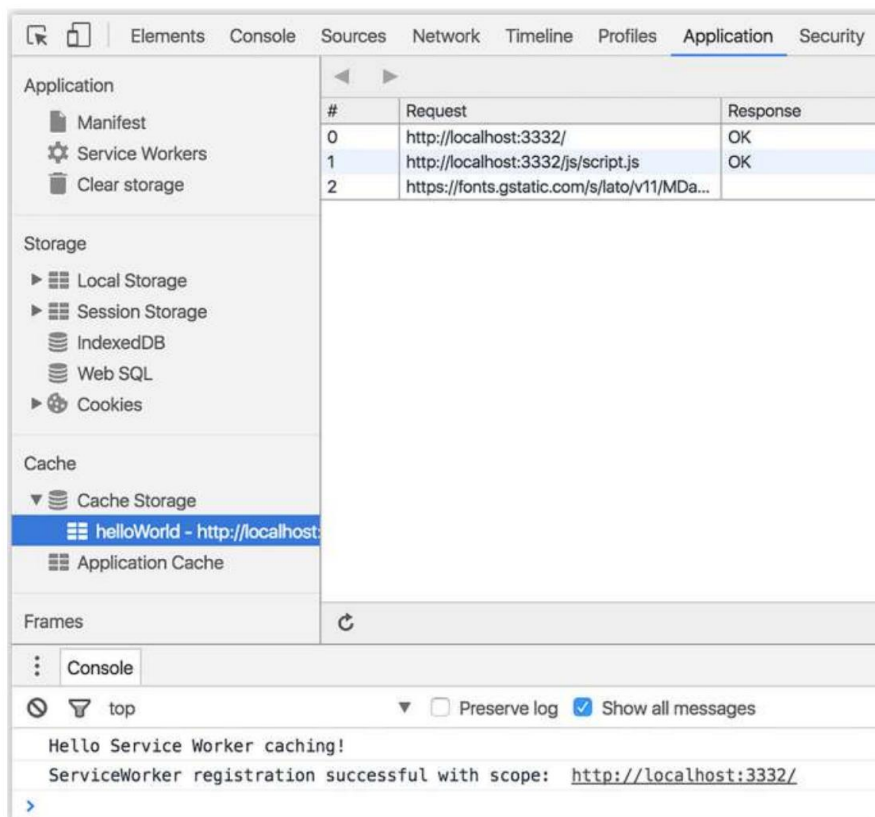 Elements Console Sources Network Timeline Profiles Application Security
Application
Manifest
Service Workers
Clear storage
Storage
Local Storage
Session Storage
IndexedDB
Web SQL
Cookies
Cache
Cache Storage
helloWorld - http://localhost:
Application Cache
Frames
# Request Response
0 http://localhost:3332/ OK
1 http://localhost:3332/js/script.js OK
2 https://fonts.gstatic.com/s/lato/v11/MDa...
Console
top Preserve log Show all messages
Hello Service Worker caching!
ServiceWorker registration successful with scope: http://localhost:3332/
>